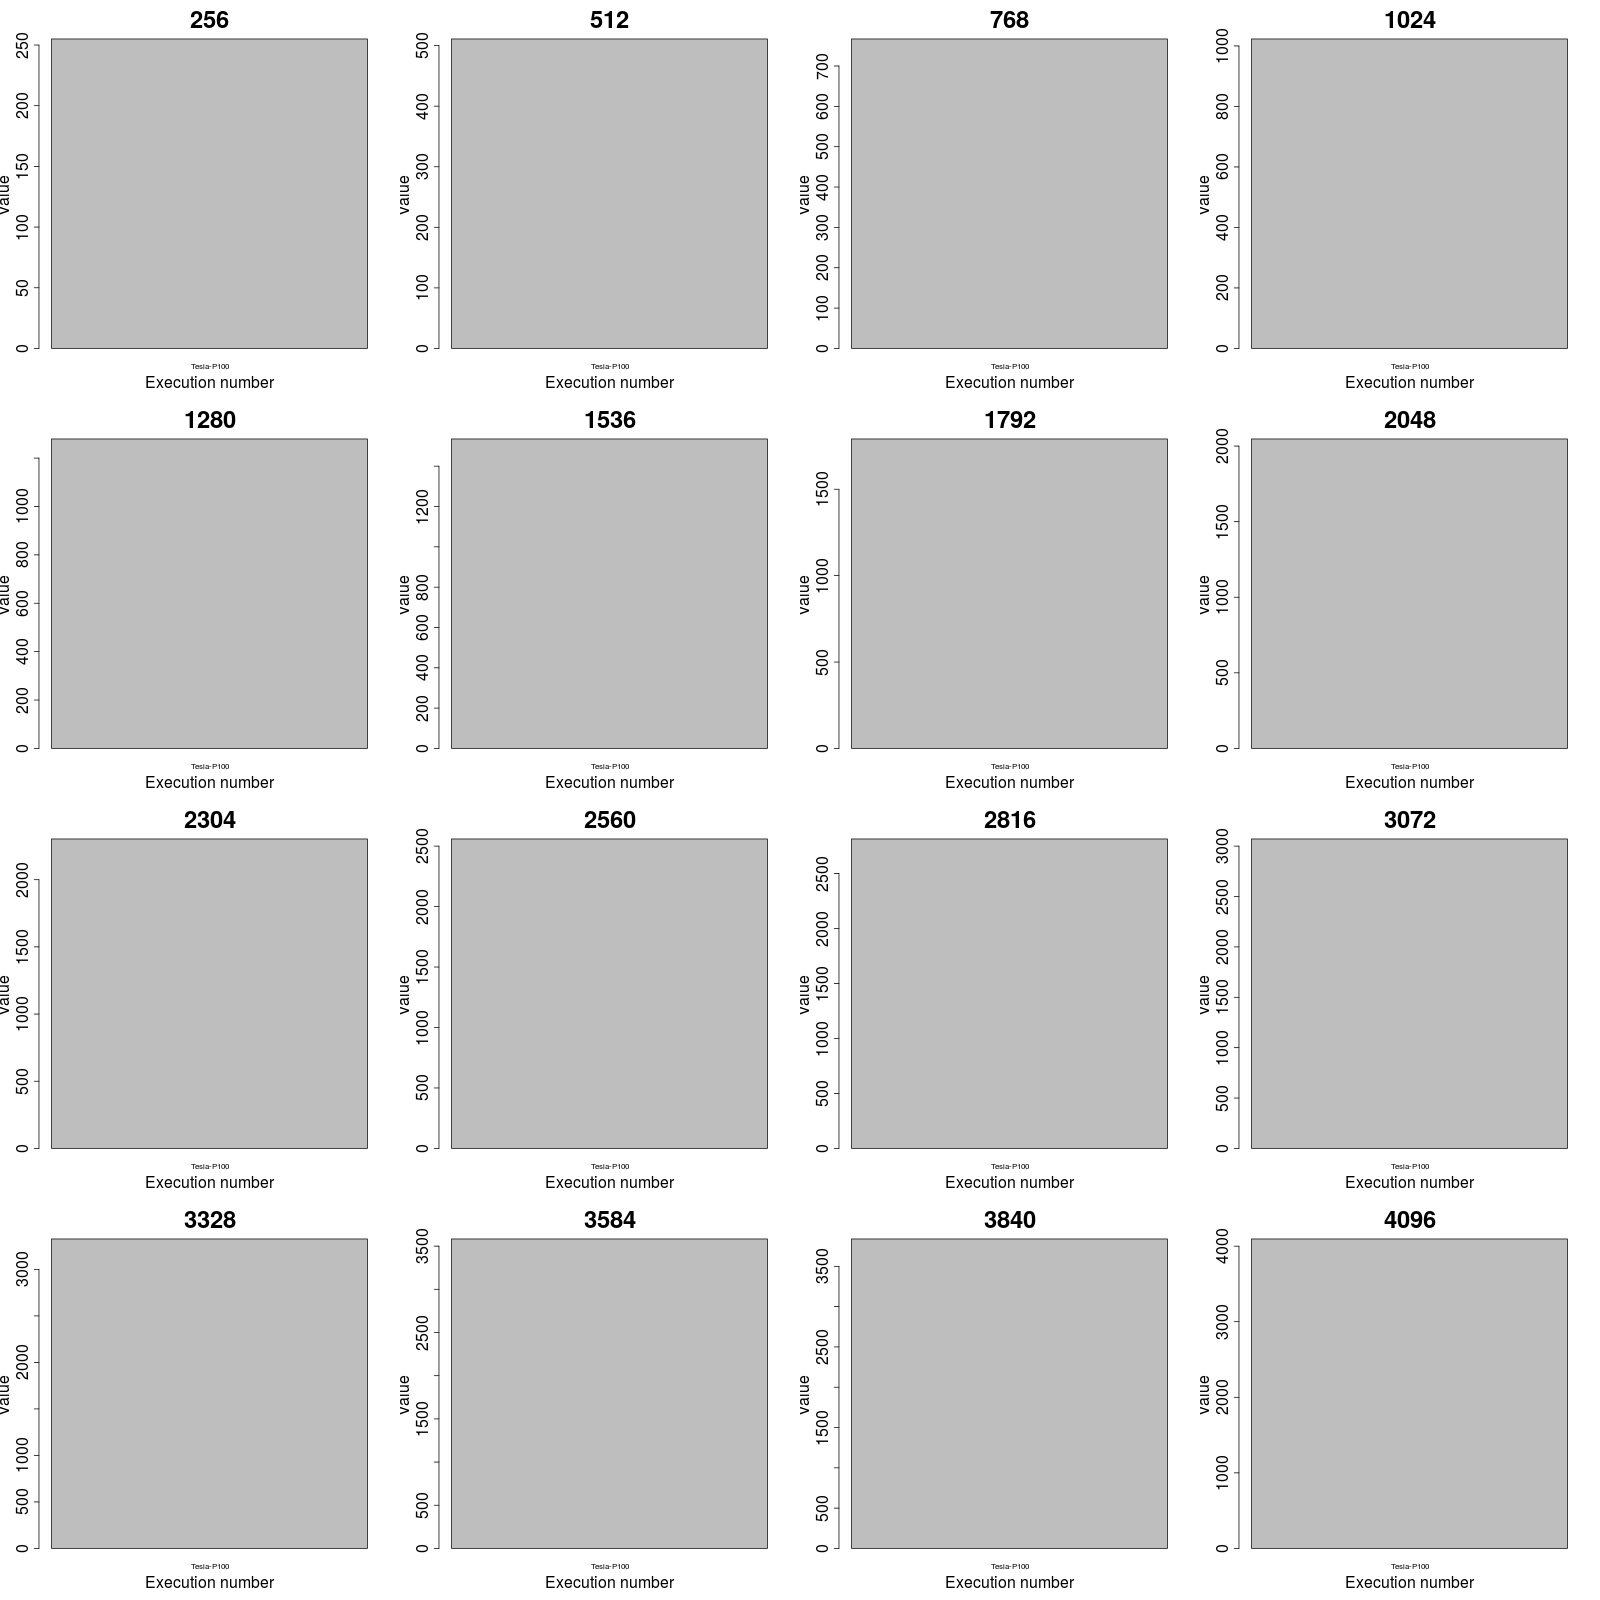 256 512 768 1024
250 200 150 100 50 0 value
500 400 300 200 100 0 value
700 600 500 400 300 200 100 0 value
1000 800 600 400 200 0 value
Tesla-P100 Tesla-P100 Tesla-P100 Tesla-P100
Execution number Execution number Execution number Execution number
1280 1536 1792 2048
1000 800 600 400 200 0 value
1200 800 600 400 200 0 value
1500 1000 500 0 value
2000 1500 1000 500 0 value
Tesla-P100 Tesla-P100 Tesla-P100 Tesla-P100
Execution number Execution number Execution number Execution number
2304 2560 2816 3072
2000 1500 1000 500 0 value
2500 2000 1500 1000 500 0 value
2500 2000 1500 1000 500 0 value
3000 2500 2000 1500 1000 500 0 value
Tesla-P100 Tesla-P100 Tesla-P100 Tesla-P100
Execution number Execution number Execution number Execution number
3328 3584 3840 4096
3000 2000 1000 500 0 value
3500 2500 1500 500 0 value
3500 2500 1500 500 0 value
4000 3000 2000 1000 0 value
Tesla-P100 Tesla-P100 Tesla-P100 Tesla-P100
Execution number Execution number Execution number Execution number